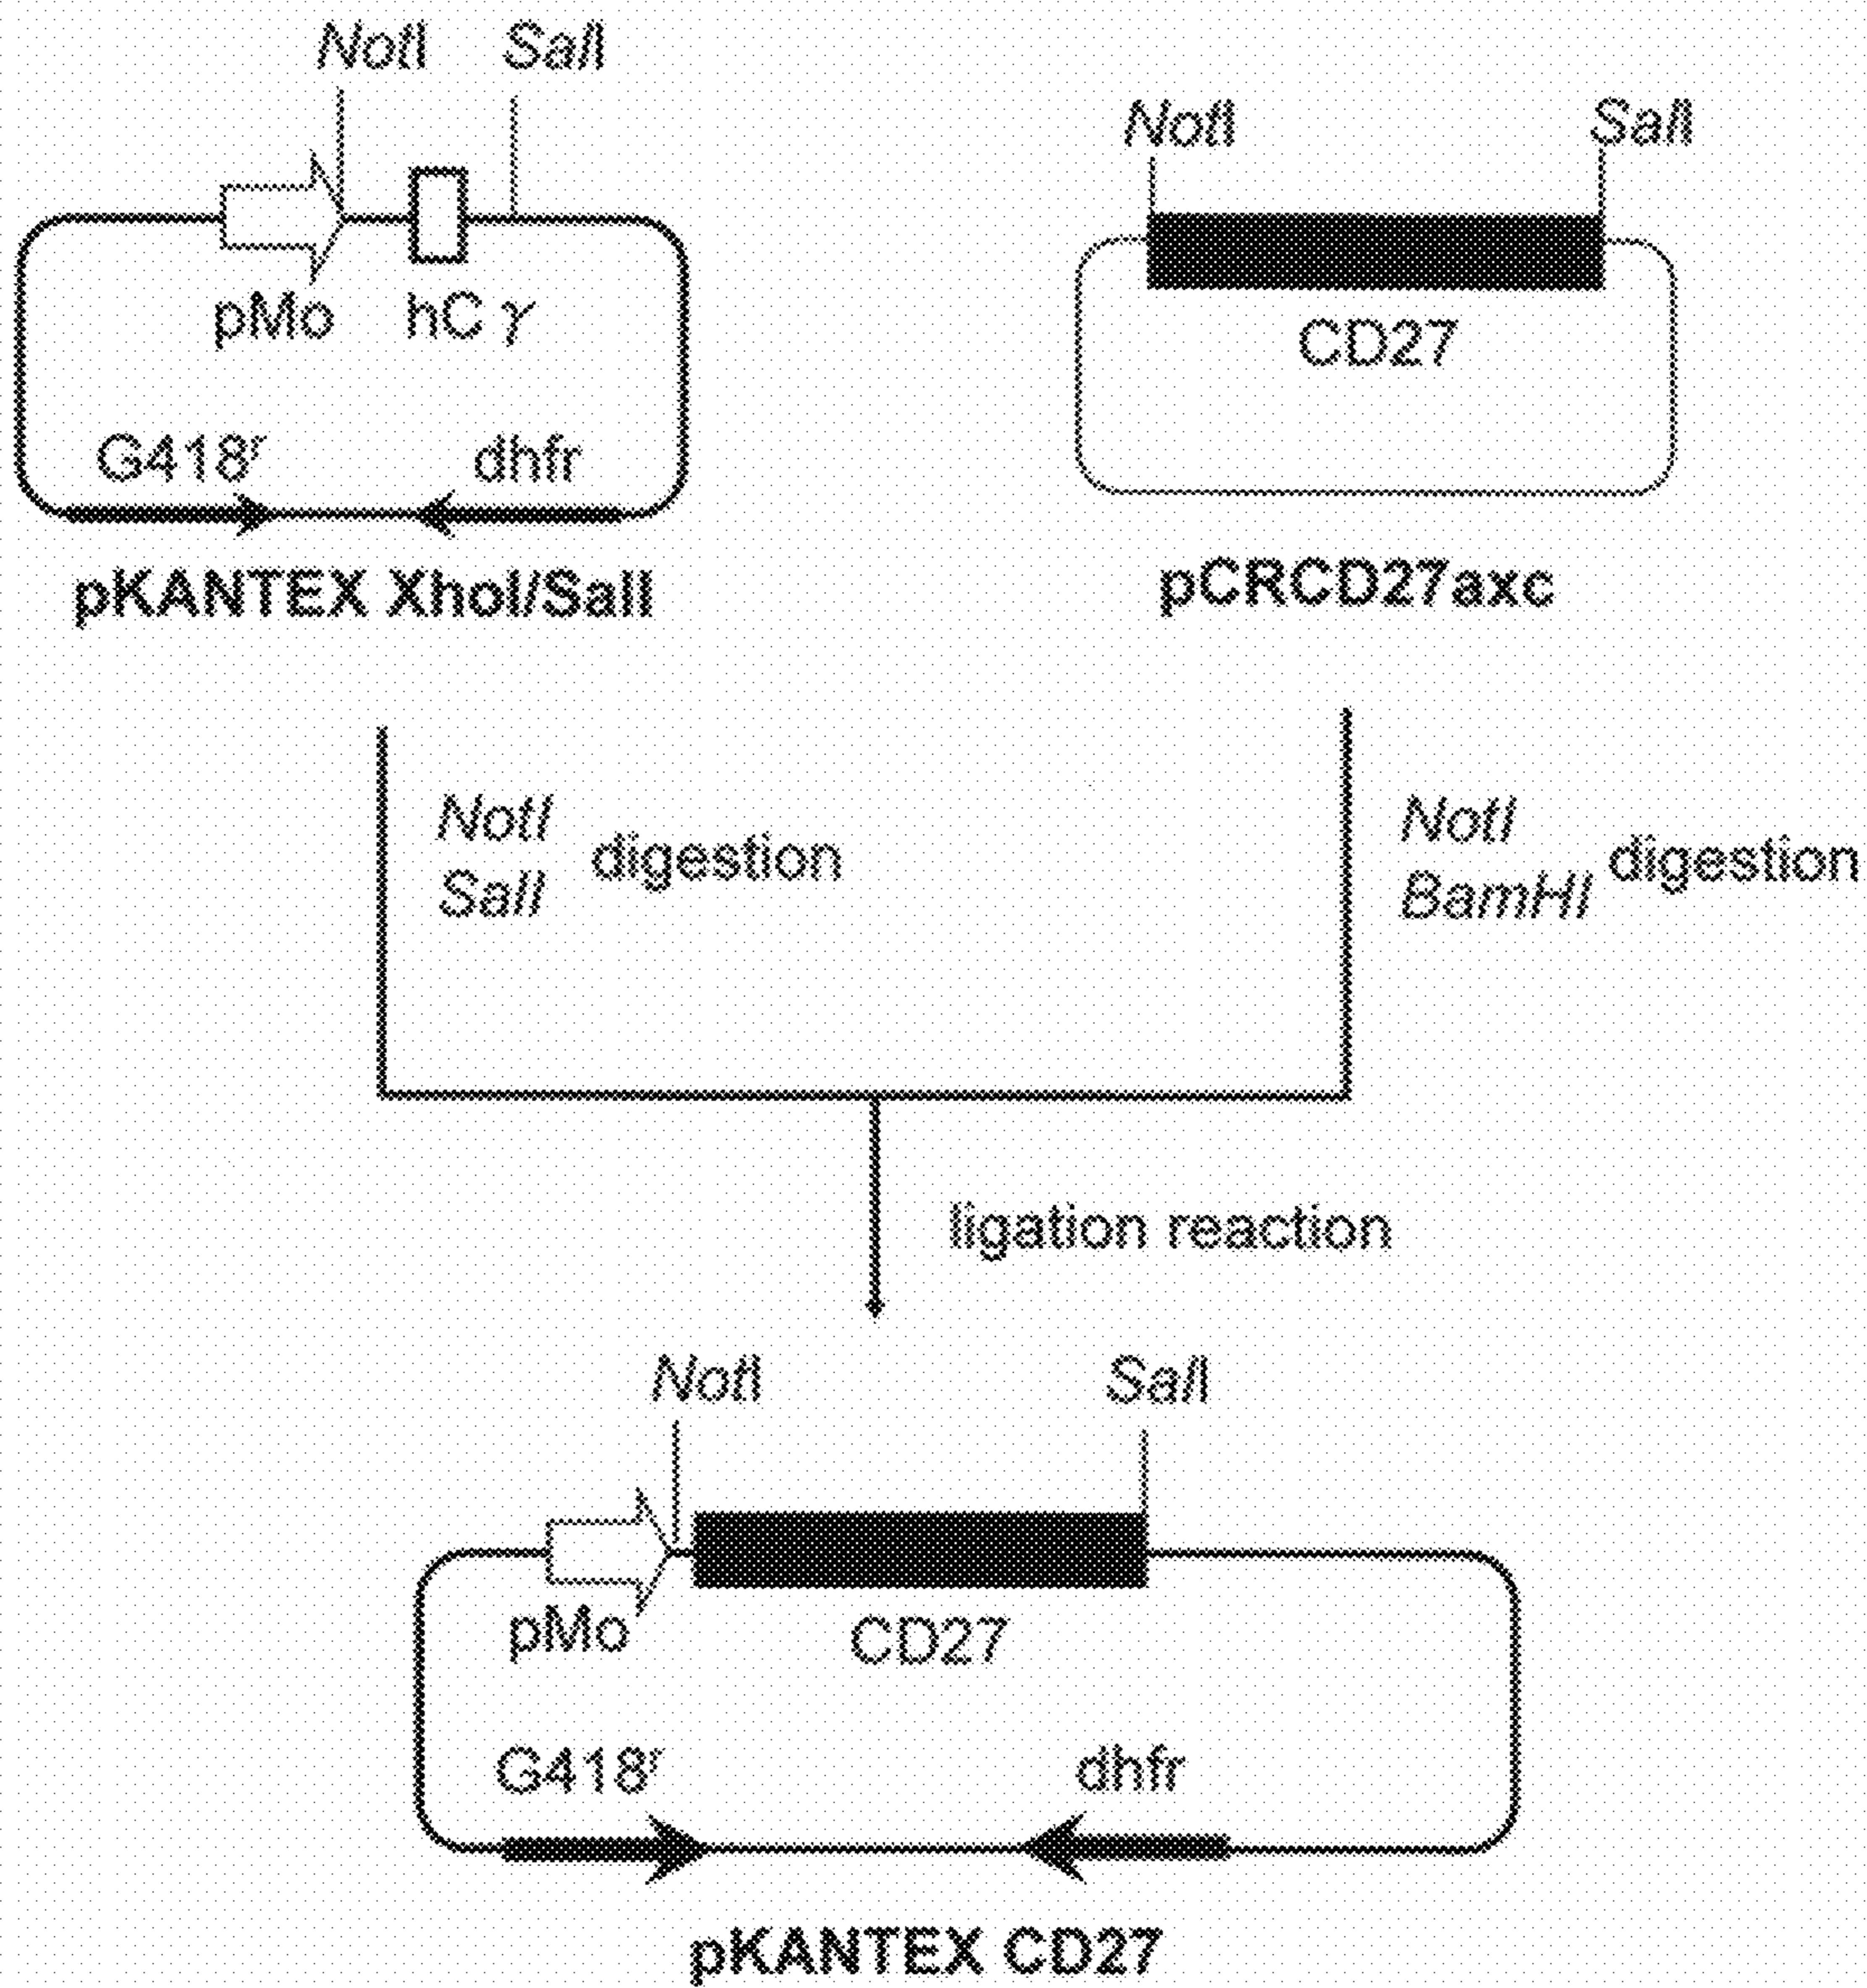 NotI SalI
pMo hC γ
G418ʳ dhfr
pKANTEX XhoI/SalI
NotI SalI
CD27
pCRCD27axc
NotI
SalI
digestion
NotI
BamHI
digestion
ligation reaction
NotI SalI
pMo CD27
G418ʳ dhfr
pKANTEX CD27